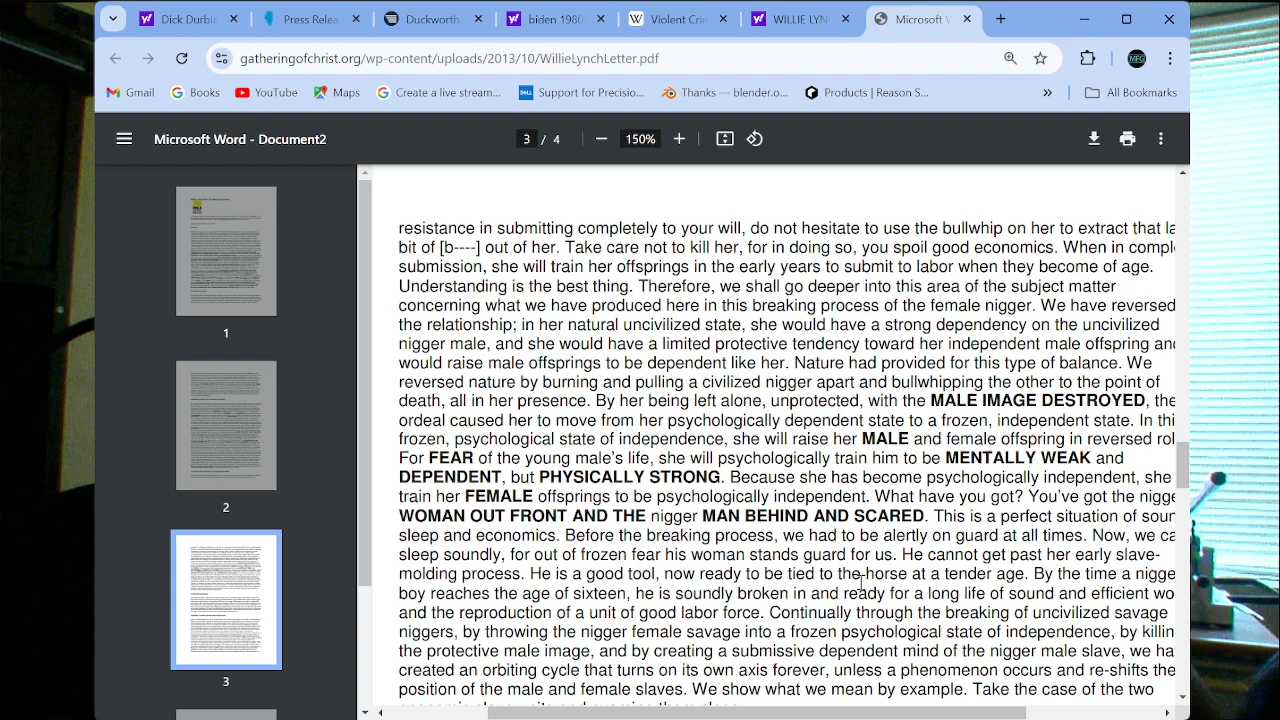 Dick Durbin
Press Relea
Duckworth,
biden 1980
Violent Crim
WILLIE LYN
Microsoft W
gatheringofchrist.org/wp-content/uploads/
LynchLetter.pdf
Gmail
Books
YouTube
Maps
Create a live stream...
Support for Precisio...
Thanks — blender.o...
Products | Reason S...
»
All Bookmarks
MFG
Microsoft Word - Document2
3 / 4
150%
1
2
3
resistance in submitting completely to your will, do not hesitate to use the bullwhip on her to extract that la
bit of [b----] out of her. Take care not to kill her, for in doing so, you spoil good economics. When in comple
submission, she will train her offsprings in the early years to submit to labor when they become of age.
Understanding is the best thing. Therefore, we shall go deeper into this area of the subject matter
concerning what we have produced here in this breaking process of the female nigger. We have reversed
the relationship; in her natural uncivilized state, she would have a strong dependency on the uncivilized
nigger male, and she would have a limited protective tendency toward her independent male offspring and
would raise male offsprings to be dependent like her. Nature had provided for this type of balance. We
reversed nature by burning and pulling a civilized nigger apart and bullwhipping the other to the point of
death, all in her presence. By her being left alone, unprotected, with the MALE IMAGE DESTROYED, the
ordeal caused her to move from her psychologically dependent state to a frozen, independent state. In thi
frozen, psychological state of independence, she will raise her MALE and female offspring in reversed rol
For FEAR of the young male's life, she will psychologically train him to be MENTALLY WEAK and
DEPENDENT, but PHYSICALLY STRONG. Because she has become psychologically independent, she
train her FEMALE offsprings to be psychologically independent. What have you got? You've got the nigge
WOMAN OUT FRONT AND THE nigger MAN BEHIND AND SCARED. This is a perfect situation of soun
sleep and economics. Before the breaking process, we had to be alertly on guard at all times. Now, we ca
sleep soundly, for out of frozen fear his woman stands guard for us. He cannot get past her early slave-
molding process. He is a good tool, now ready to be tied to the horse at a tender age. By the time a nigge
boy reaches the age of sixteen, he is soundly broken in and ready for a long life of sound and efficient wo
and the reproduction of a unit of good labor force. Continually, through the breaking of uncivilized savage
niggers, by throwing the nigger female savage into a frozen psychological state of independence, by killin
the protective male image, and by creating a submissive dependent mind of the nigger male slave, we ha
created an orbiting cycle that turns on its own axis forever, unless a phenomenon occurs and re-shifts the
position of the male and female slaves. We show what we mean by example. Take the case of the two